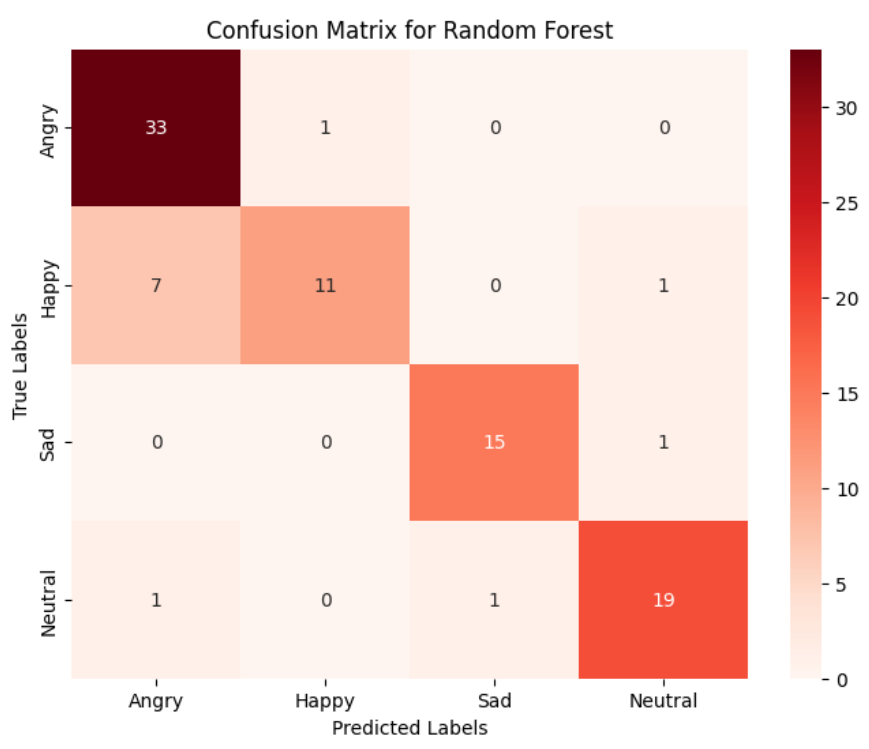 Confusion Matrix for Random Forest
True Labels
Angry 33 1 0 0
Happy 7 11 0 1
Sad 0 0 15 1
Neutral 1 0 1 19
Angry Happy Sad Neutral
Predicted Labels
30
25
20
15
10
5
0